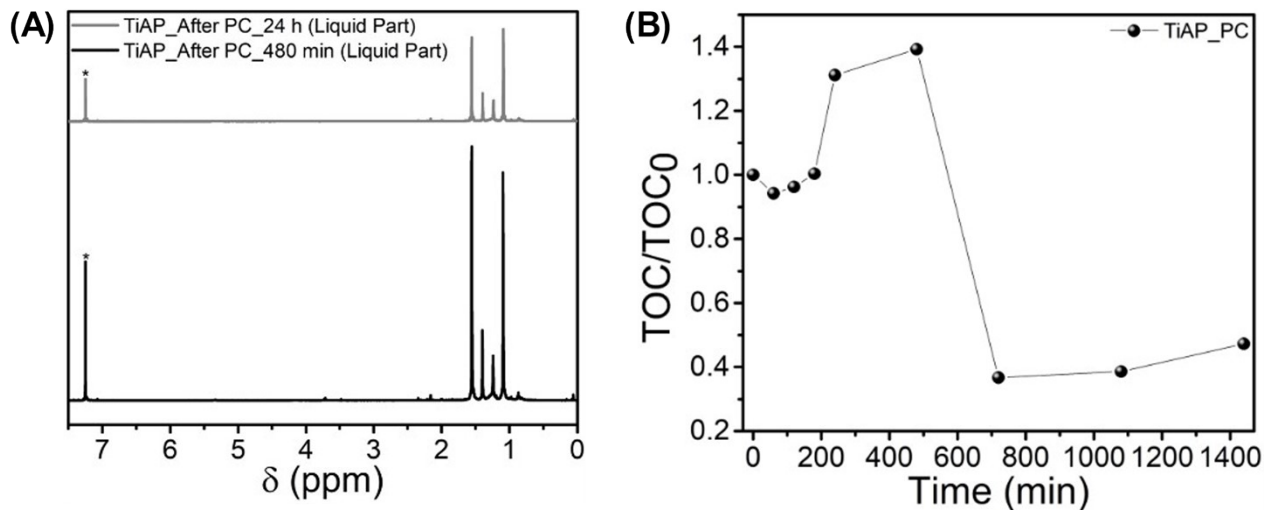 (A)
TiAP_After PC_24 h (Liquid Part)
TiAP_After PC_480 min (Liquid Part)
*
*
7 6 5 4 3 2 1 0
δ (ppm)
(B)
TiAP_PC
1.4
1.2
1.0
0.8
0.6
0.4
0.2
TOC/TOC0
0 200 400 600 800 1000 1200 1400
Time (min)